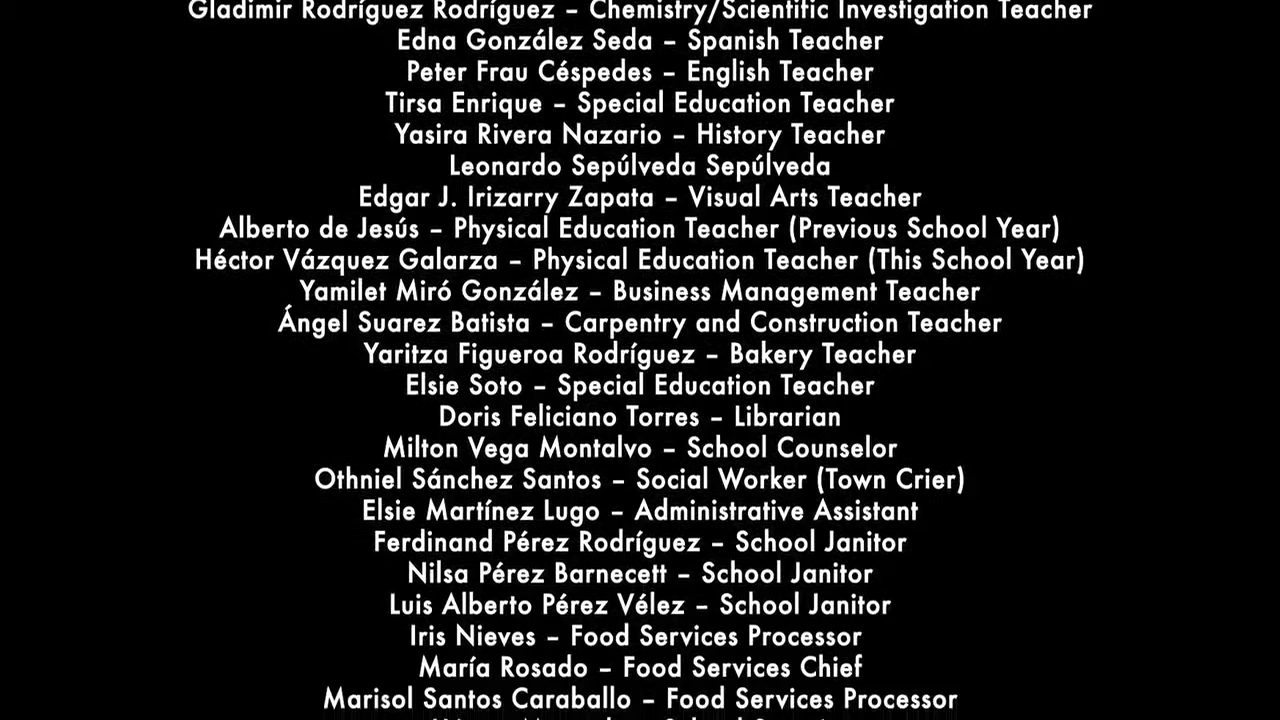 Gladimir Rodríguez Rodríguez – Chemistry/Scientific Investigation Teacher
Edna González Seda – Spanish Teacher
Peter Frau Céspedes – English Teacher
Tirsa Enrique – Special Education Teacher
Yasira Rivera Nazario – History Teacher
Leonardo Sepúlveda Sepúlveda
Edgar J. Irizarry Zapata – Visual Arts Teacher
Alberto de Jesús – Physical Education Teacher (Previous School Year)
Héctor Vázquez Galarza – Physical Education Teacher (This School Year)
Yamilet Miró González – Business Management Teacher
Ángel Suarez Batista – Carpentry and Construction Teacher
Yaritza Figueroa Rodríguez – Bakery Teacher
Elsie Soto – Special Education Teacher
Doris Feliciano Torres – Librarian
Milton Vega Montalvo – School Counselor
Othniel Sánchez Santos – Social Worker (Town Crier)
Elsie Martínez Lugo – Administrative Assistant
Ferdinand Pérez Rodríguez – School Janitor
Nilsa Pérez Barnecett – School Janitor
Luis Alberto Pérez Vélez – School Janitor
Iris Nieves – Food Services Processor
María Rosado – Food Services Chief
Marisol Santos Caraballo – Food Services Processor